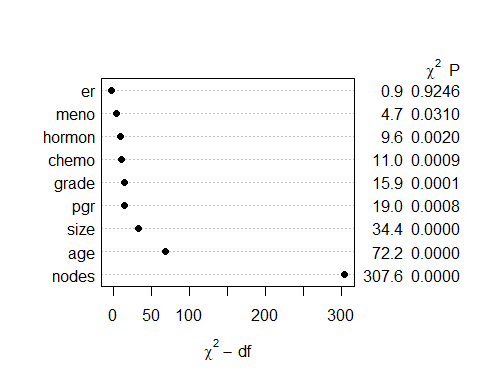 χ² P
er 0.9 0.9246
meno 4.7 0.0310
hormon 9.6 0.0020
chemo 11.0 0.0009
grade 15.9 0.0001
pgr 19.0 0.0008
size 34.4 0.0000
age 72.2 0.0000
nodes 307.6 0.0000
0 50 100 200 300
χ² − df